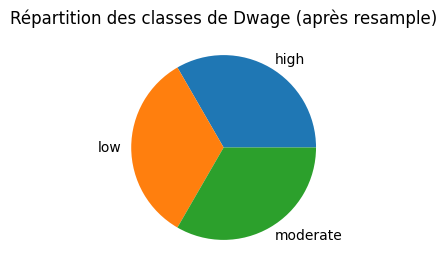 Répartition des classes de Dwage (après resample)
high
low
moderate